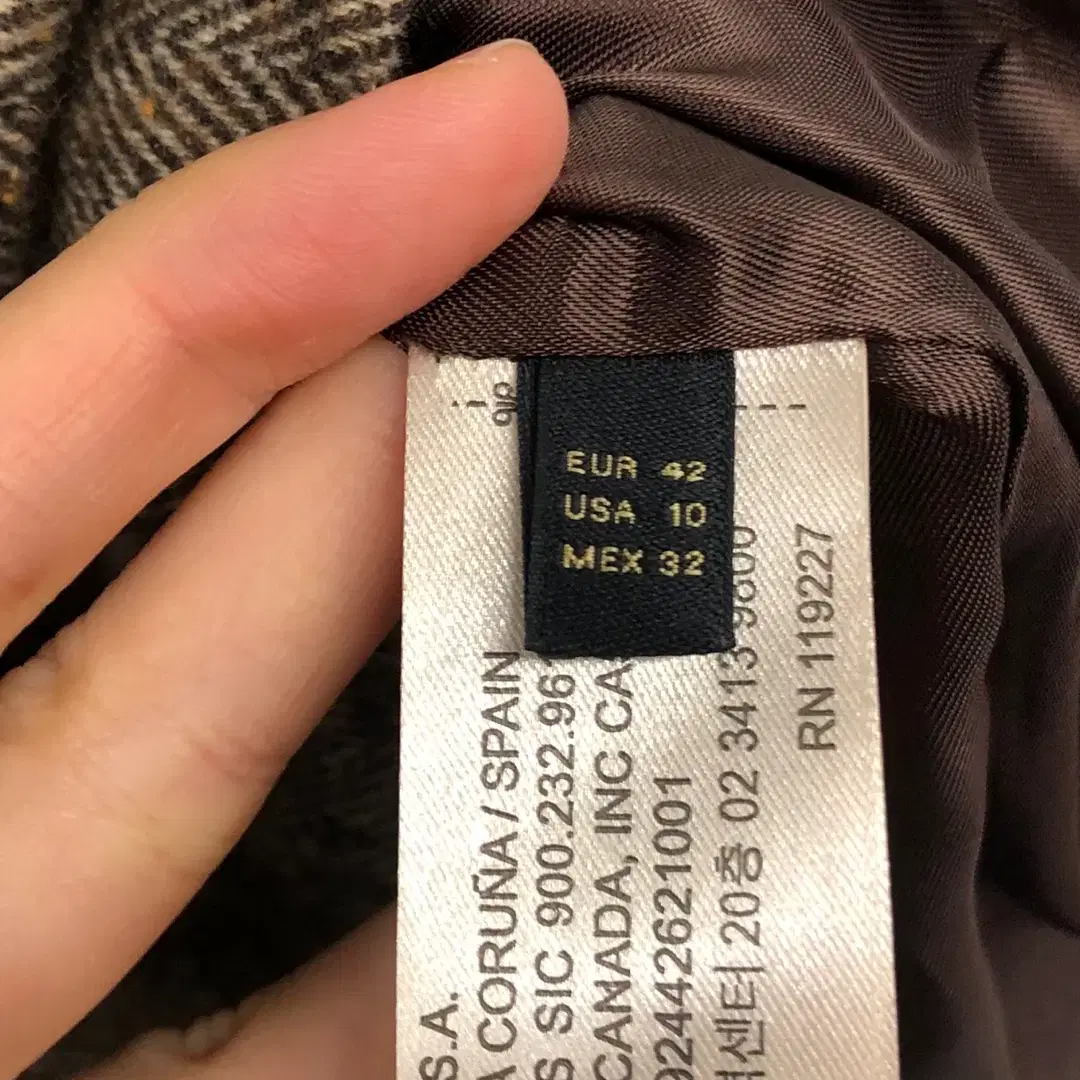 EUR 42
USA 10
MEX 32
S.A.
A CORUÑA / SPAIN
S SIC 900.232.96
CANADA, INC CA
92442621001
센터 20층 02 3413 9800
RN 119227